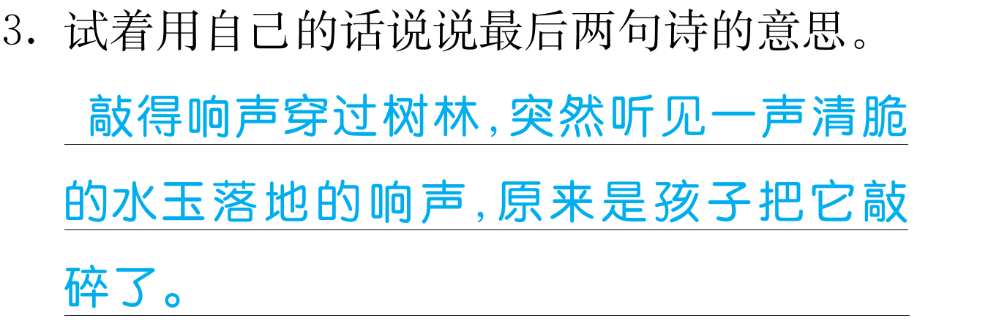 3. 试着用自己的话说说最后两句诗的意思。
敲得响声穿过树林,突然听见一声清脆
的水玉落地的响声,原来是孩子把它敲
碎了。